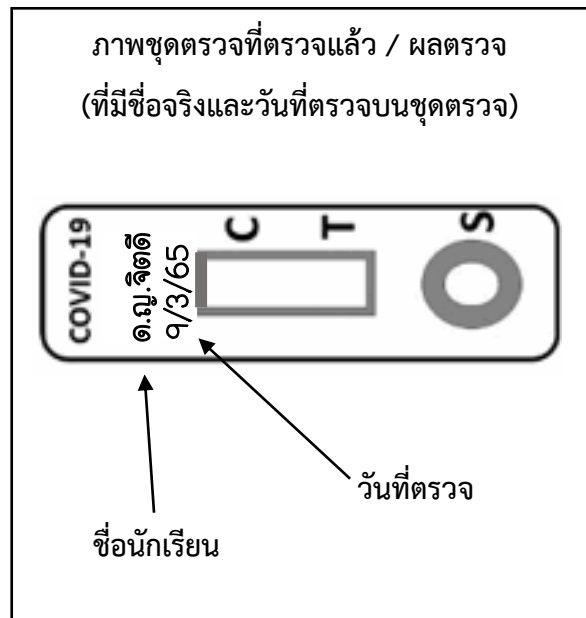 ภาพชุดตรวจที่ตรวจแล้ว / ผลตรวจ
(ที่มีชื่อจริงและวันที่ตรวจบนชุดตรวจ)
COVID-19
ด.ญ.จิตดี
๑/3/65
C
T
S
วันที่ตรวจ
ชื่อนักเรียน